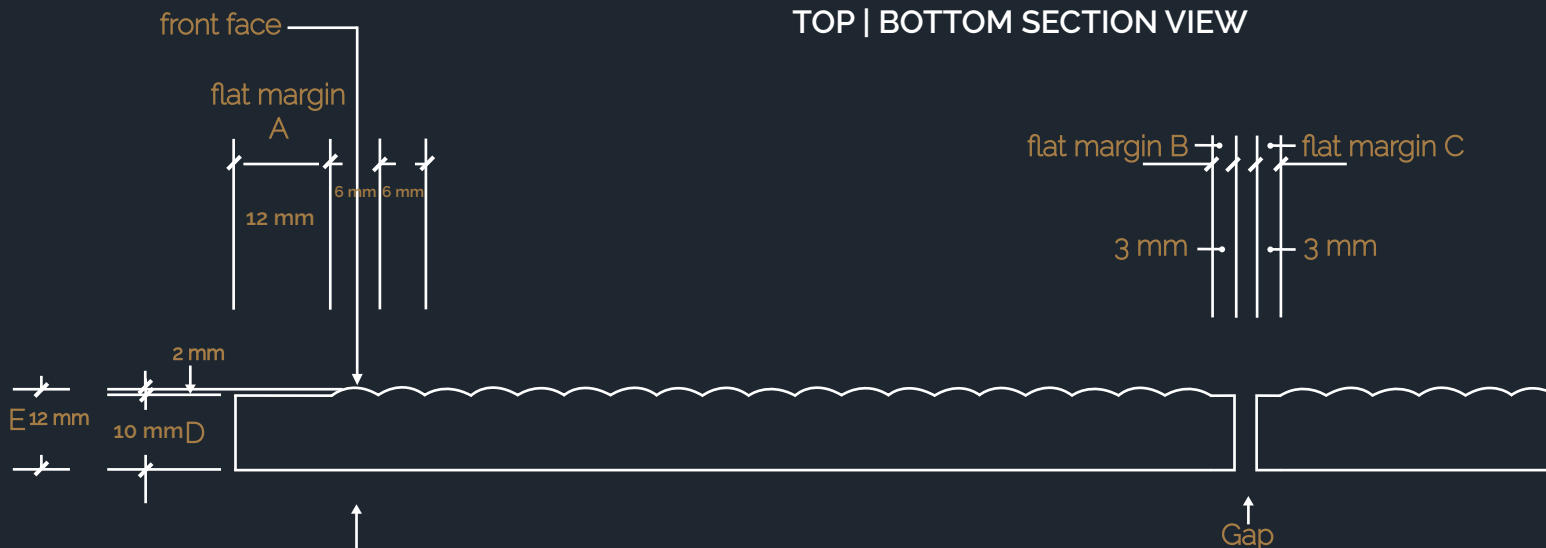 TOP | BOTTOM SECTION VIEW
front face
flat margin
A
flat margin B
flat margin C
6 mm
6 mm
12 mm
3 mm
3 mm
2 mm
E 12 mm
10 mm D
Gap